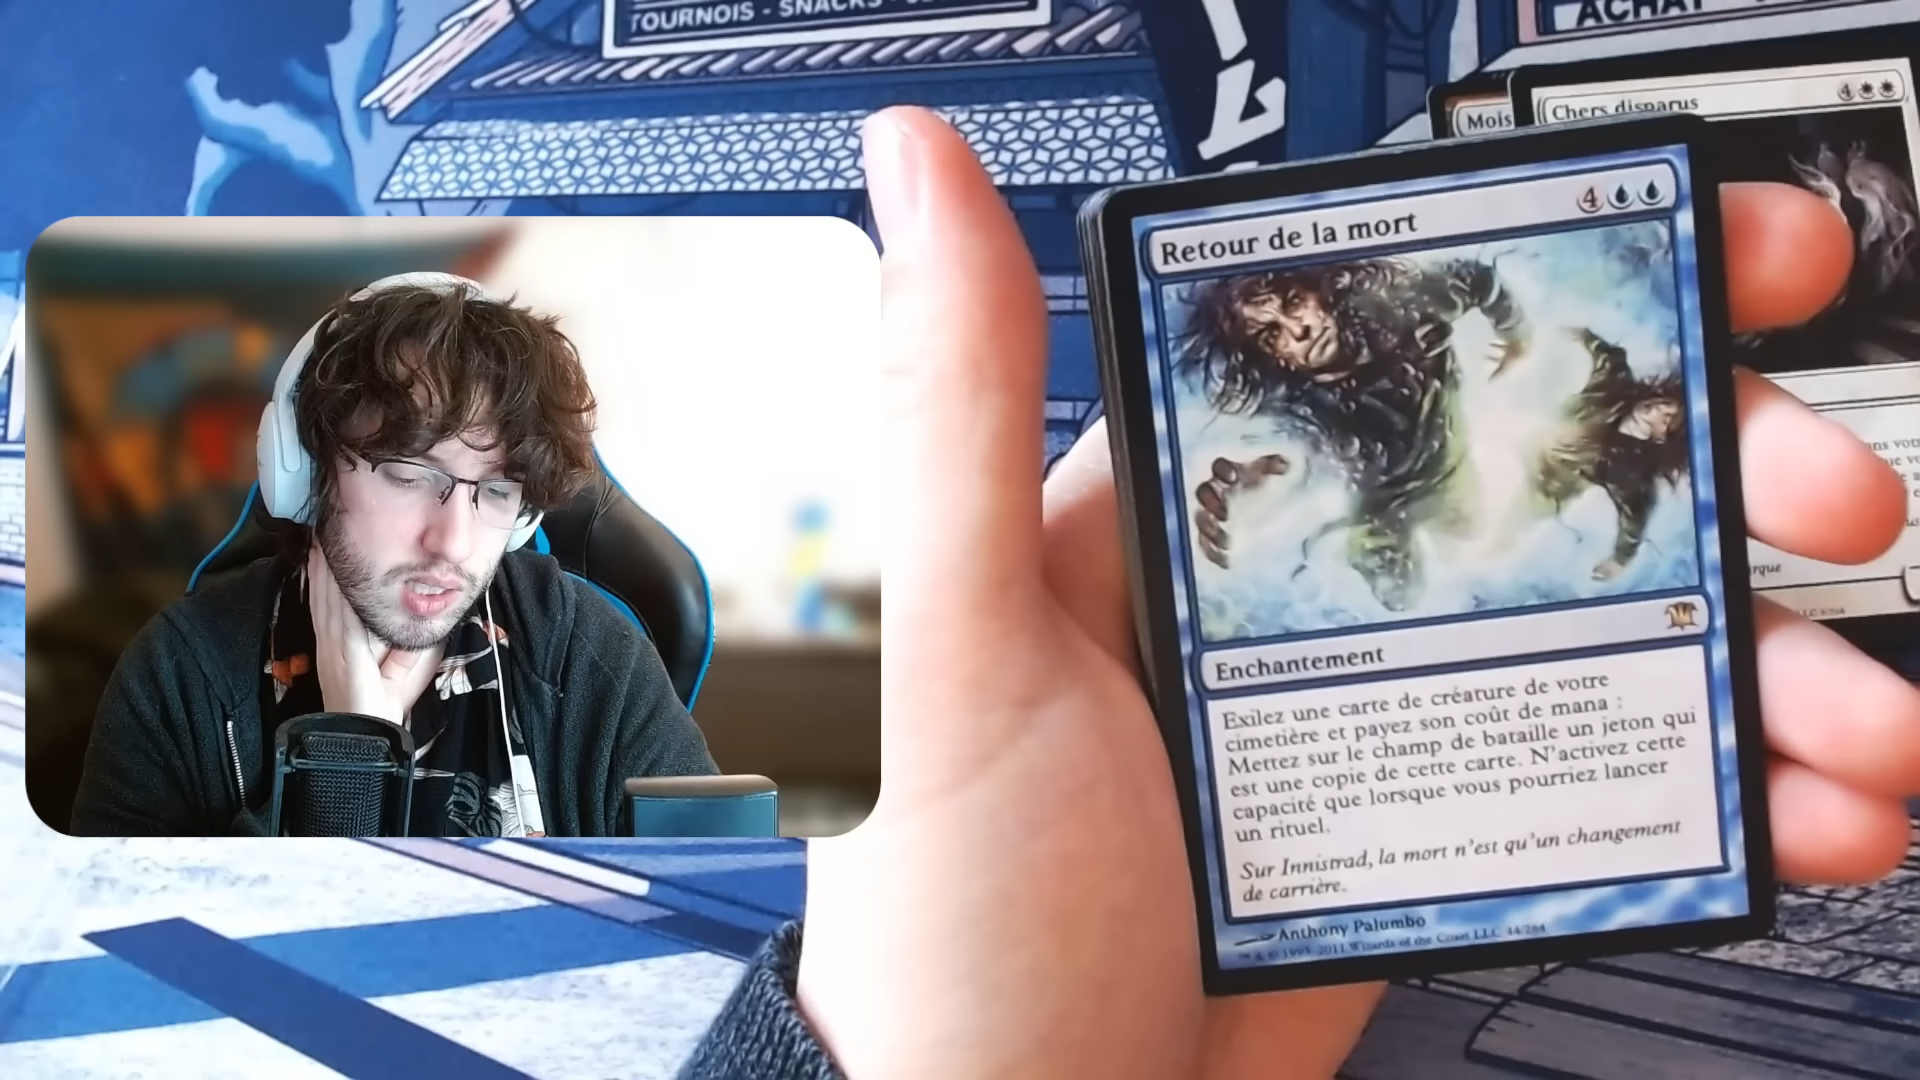 TOURNOIS - SNACKS
ACHAT
Mois
Chers disparus
4
Retour de la mort
4
Enchantement
Exilez une carte de créature de votre
cimetière et payez son coût de mana :
Mettez sur le champ de bataille un jeton qui
est une copie de cette carte. N'activez cette
capacité que lorsque vous pourriez lancer
un rituel.
Sur Innistrad, la mort n'est qu'un changement
de carrière.
Anthony Palumbo
™ & © 1993-2011 Wizards of the Coast LLC 44/264